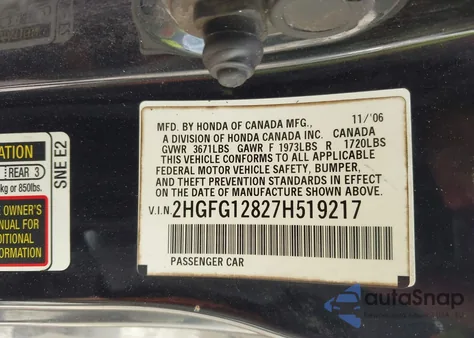 11/'06
MFD. BY HONDA OF CANADA MFG.,
A DIVISION OF HONDA CANADA INC. CANADA
GVWR 3671LBS GAWR F 1973LBS R 1720LBS
THIS VEHICLE CONFORMS TO ALL APPLICABLE
FEDERAL MOTOR VEHICLE SAFETY, BUMPER,
AND THEFT PREVENTION STANDARDS IN EFFECT
ON THE DATE OF MANUFACTURE SHOWN ABOVE.
V.I.N. 2HGFG12827H519217
PASSENGER CAR
ATION
REAR 3
kg or 850lbs.
OWNER'S
UAL FOR
DITIONAL
FORMATION
SNE E2
autoSnap